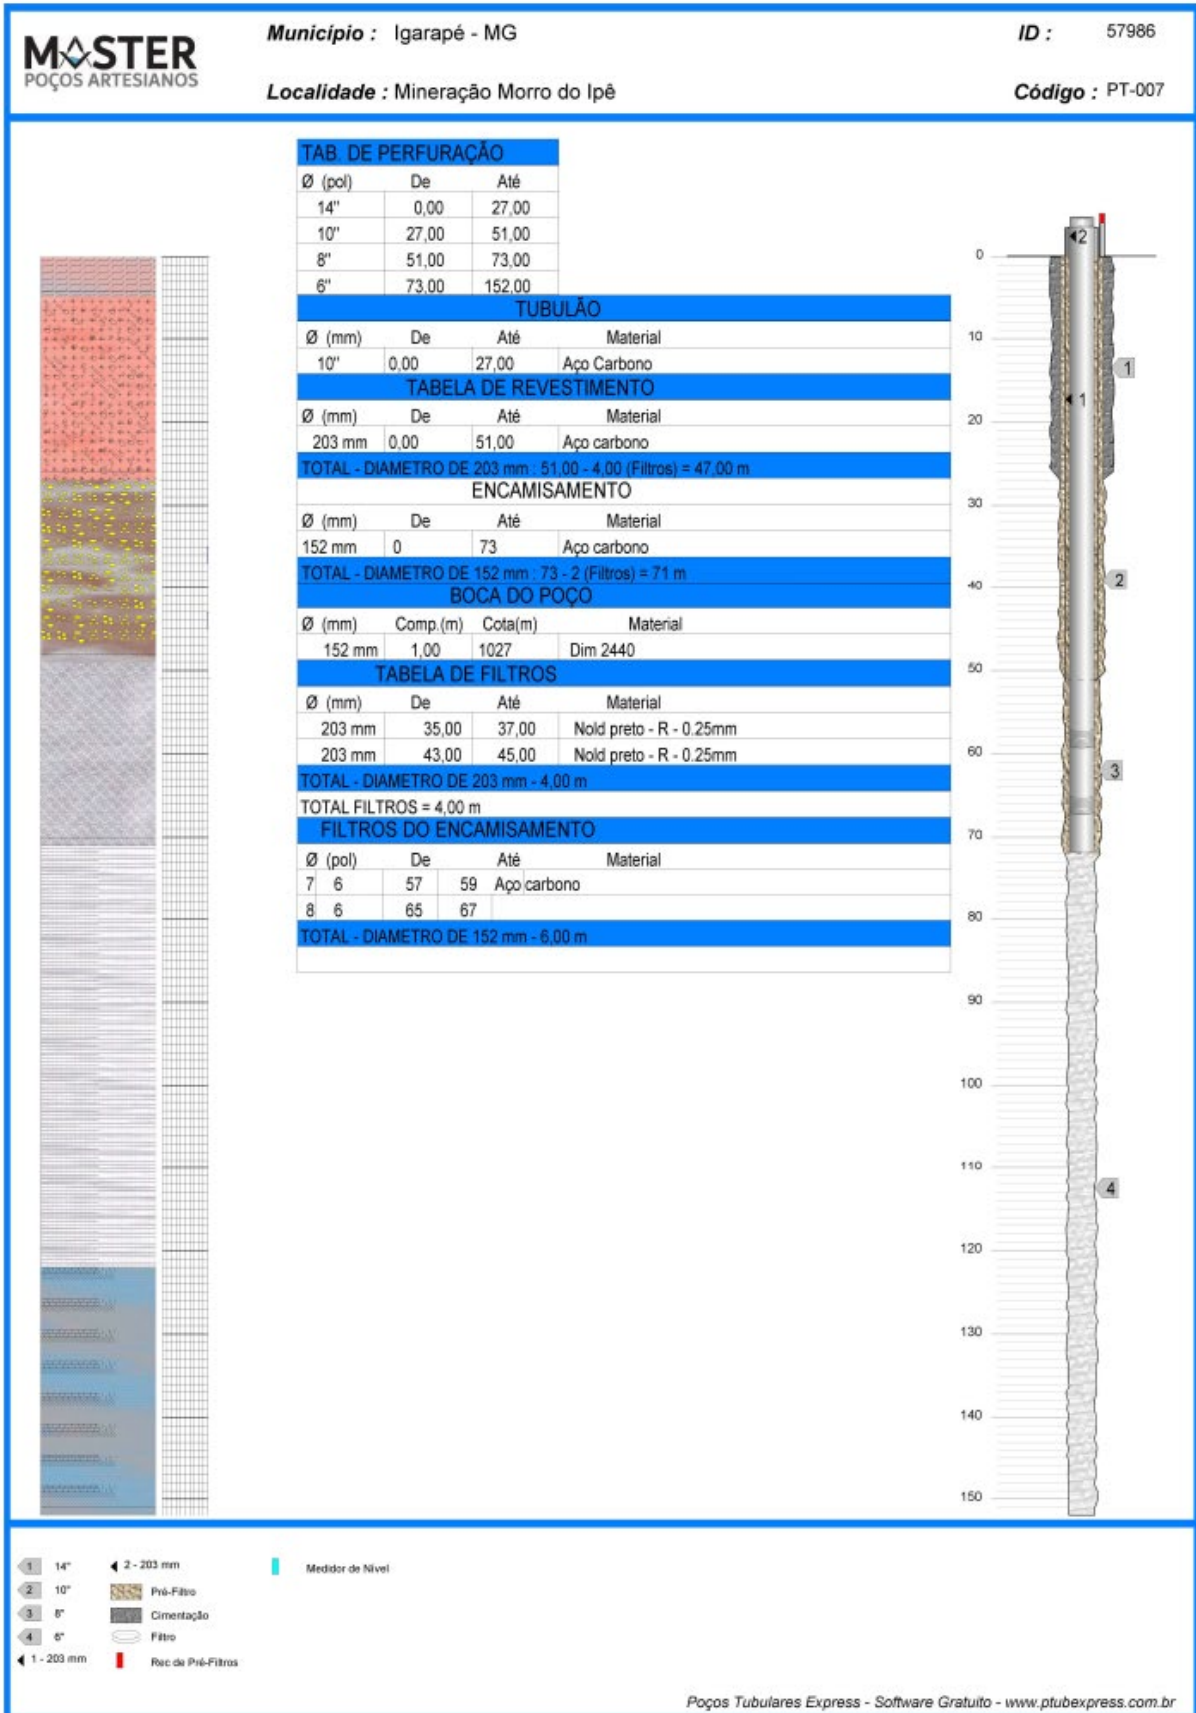 Município : Igarapé - MG ID : 57986
MASTER
POÇOS ARTESIANOS
Localidade : Mineração Morro do Ipê Código : PT-007
TAB. DE PERFURAÇÃO
Ø (pol) De Até
14" 0,00 27,00
10" 27,00 51,00
8" 51,00 73,00
6" 73,00 152,00
TUBULÃO
Ø (mm) De Até Material
10" 0,00 27,00 Aço Carbono
TABELA DE REVESTIMENTO
Ø (mm) De Até Material
203 mm 0,00 51,00 Aço carbono
TOTAL - DIAMETRO DE 203 mm : 51,00 - 4,00 (Filtros) = 47,00 m
ENCAMISAMENTO
Ø (mm) De Até Material
152 mm 0 73 Aço carbono
TOTAL - DIAMETRO DE 152 mm : 73 - 2 (Filtros) = 71 m
BOCA DO POÇO
Ø (mm) Comp.(m) Cota(m) Material
152 mm 1,00 1027 Dim 2440
TABELA DE FILTROS
Ø (mm) De Até Material
203 mm 35,00 37,00 Nold preto - R - 0.25mm
203 mm 43,00 45,00 Nold preto - R - 0.25mm
TOTAL - DIAMETRO DE 203 mm - 4,00 m
TOTAL FILTROS = 4,00 m
FILTROS DO ENCAMISAMENTO
Ø (pol) De Até Material
7 6 57 59 Aço carbono
8 6 65 67
TOTAL - DIAMETRO DE 152 mm - 6,00 m
2
0
10
1
1
20
30
2
40
50
60
3
70
80
90
100
110
4
120
130
140
150
1 14" 2 - 203 mm Medidor de Nível
2 10" Pré-Filtro
3 8" Cimentação
4 6" Filtro
1 - 203 mm Rec de Pré-Filtros
Poços Tubulares Express - Software Gratuito - www.ptubexpress.com.br